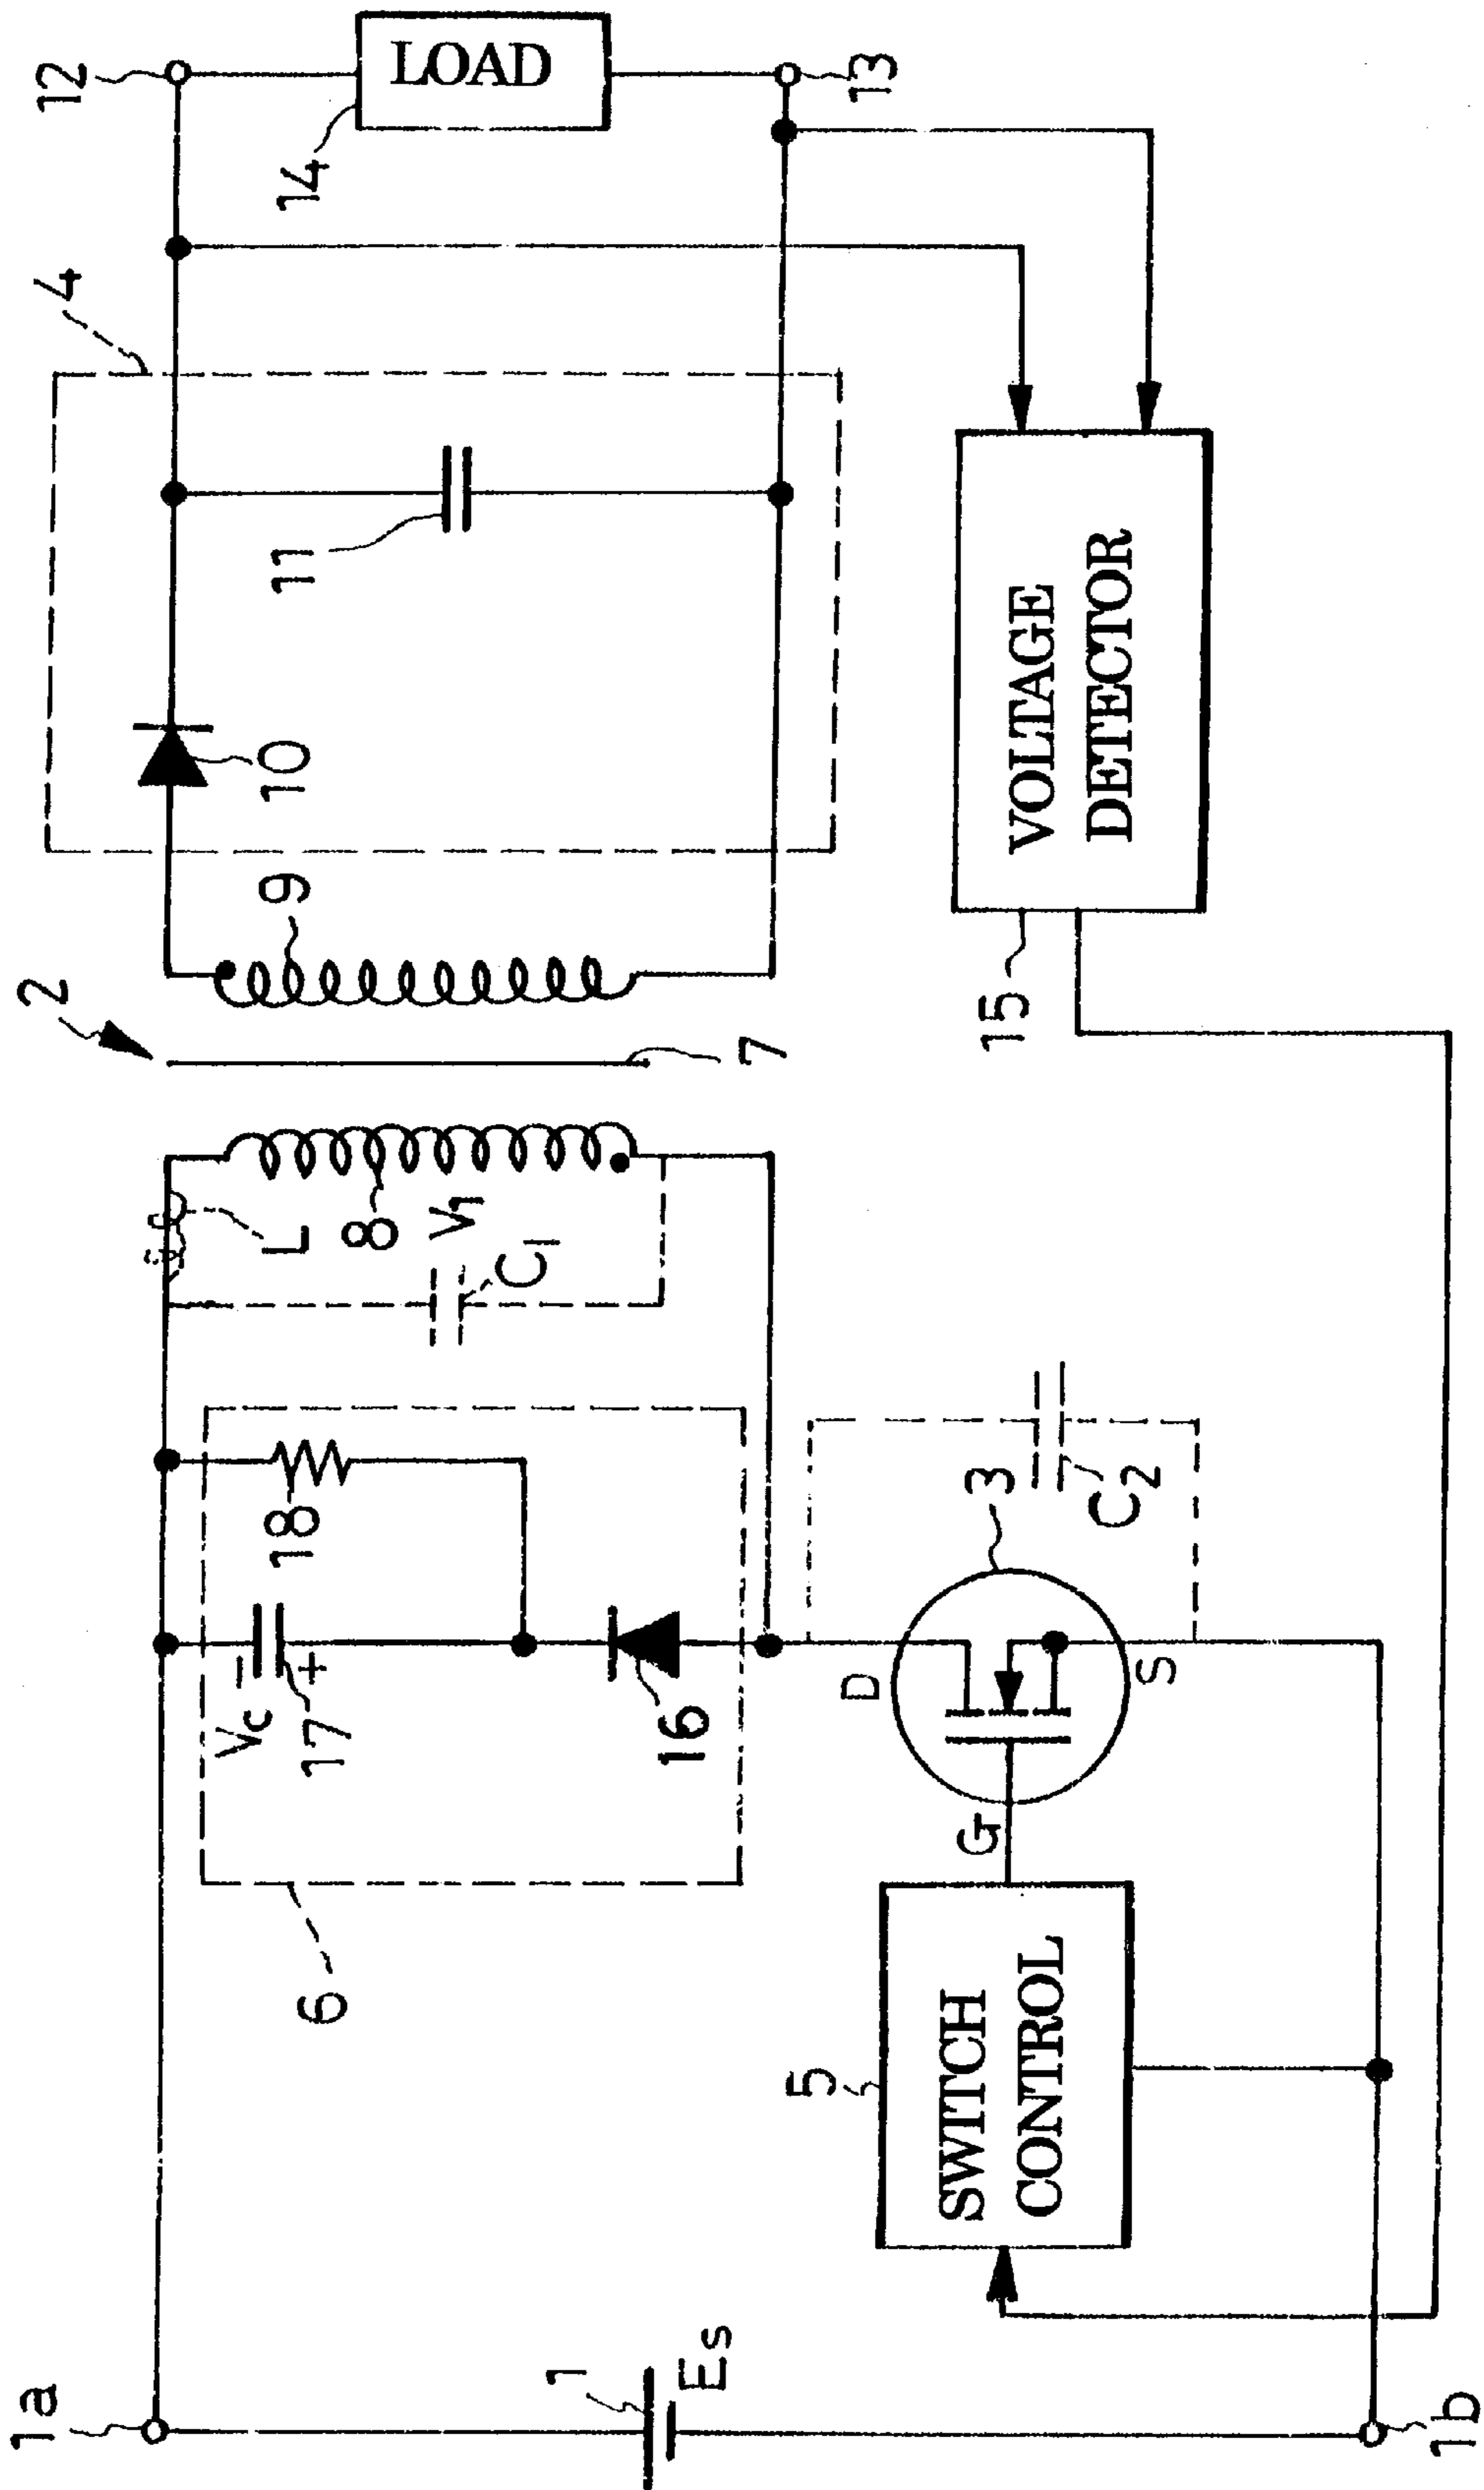 1a
1
Es
1b
6
Vc
−
17
+
18
16
L
8
V1
C1
2
7
9
4
10
11
12
14
LOAD
13
5
SWITCH
CONTROL
G
D
S
3
C2
15
VOLTAGE
DETECTOR